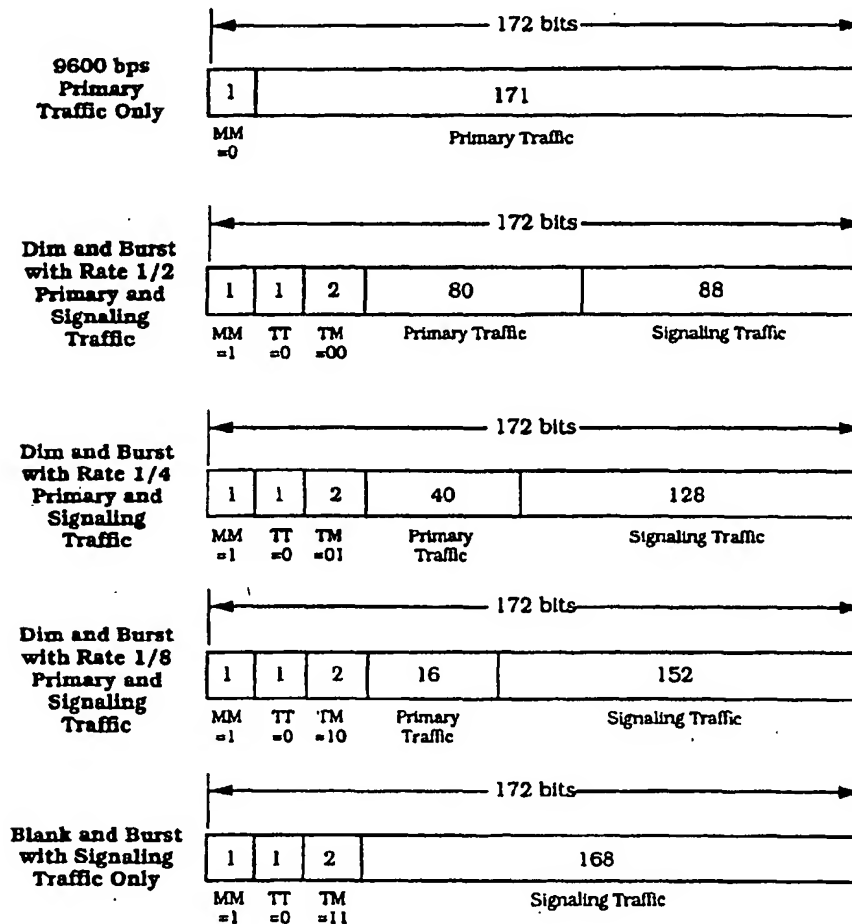 172 bits
9600 bps
Primary
Traffic Only
1 171
MM
=0
Primary Traffic
172 bits
Dim and Burst
with Rate 1/2
Primary and
Signaling
Traffic
1 1 2 80 88
MM TT TM Primary Traffic Signaling Traffic
=1 =0 =00
172 bits
Dim and Burst
with Rate 1/4
Primary and
Signaling
Traffic
1 1 2 40 128
MM TT TM Primary Signaling Traffic
=1 =0 =01 Traffic
172 bits
Dim and Burst
with Rate 1/8
Primary and
Signaling
Traffic
1 1 2 16 152
MM TT TM Primary Signaling Traffic
=1 =0 =10 Traffic
172 bits
Blank and Burst
with Signaling
Traffic Only
1 1 2 168
MM TT TM Signaling Traffic
=1 =0 =11